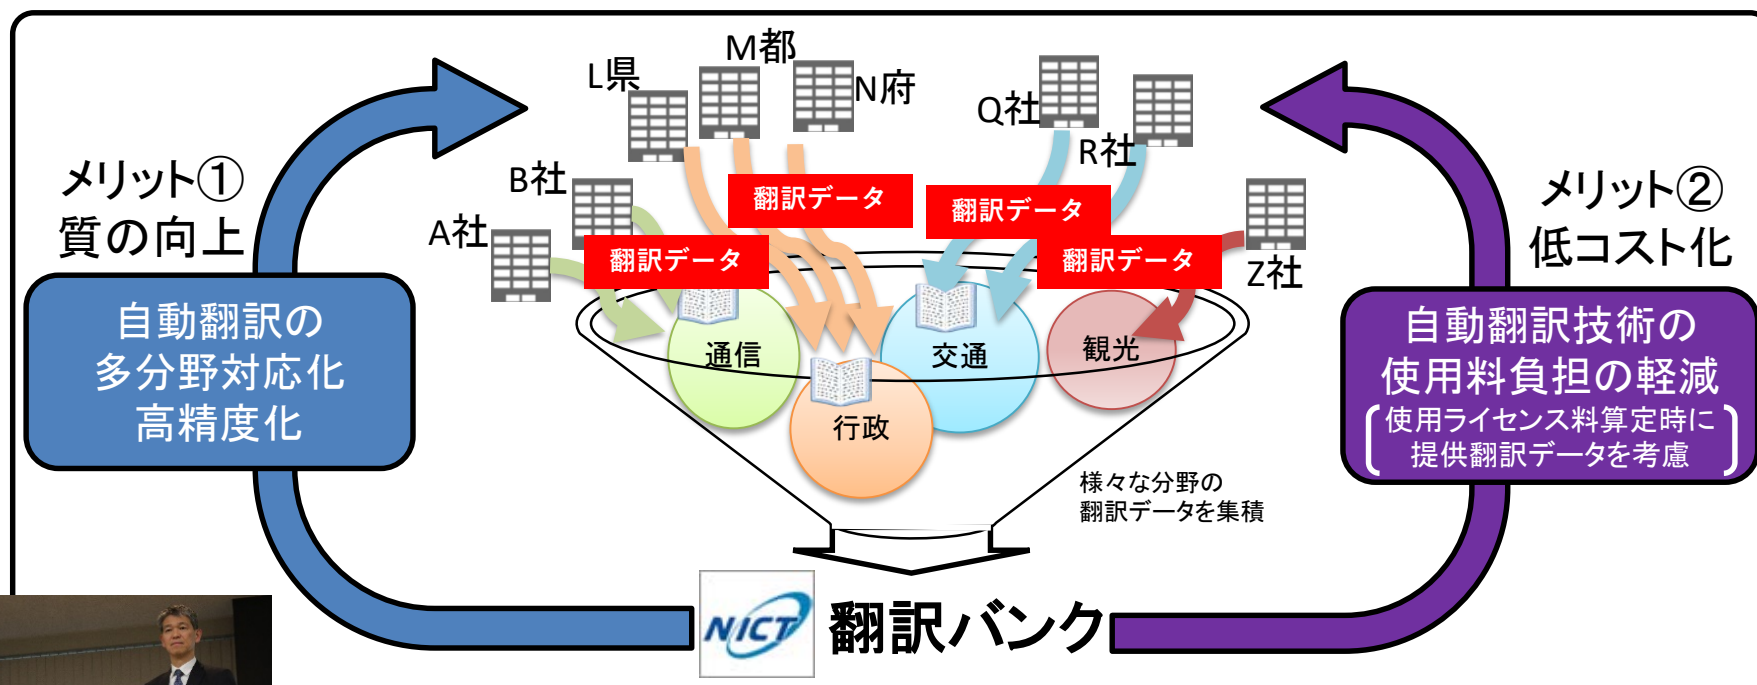 M都
L県
N府
Q社
R社
メリット①
質の向上
B社
A社
翻訳データ
翻訳データ
翻訳データ
翻訳データ
Z社
メリット②
低コスト化
自動翻訳の
多分野対応化
高精度化
通信
行政
交通
観光
自動翻訳技術の
使用料負担の軽減
使用ライセンス料算定時に
提供翻訳データを考慮
様々な分野の
翻訳データを集積
NICT
翻訳バンク